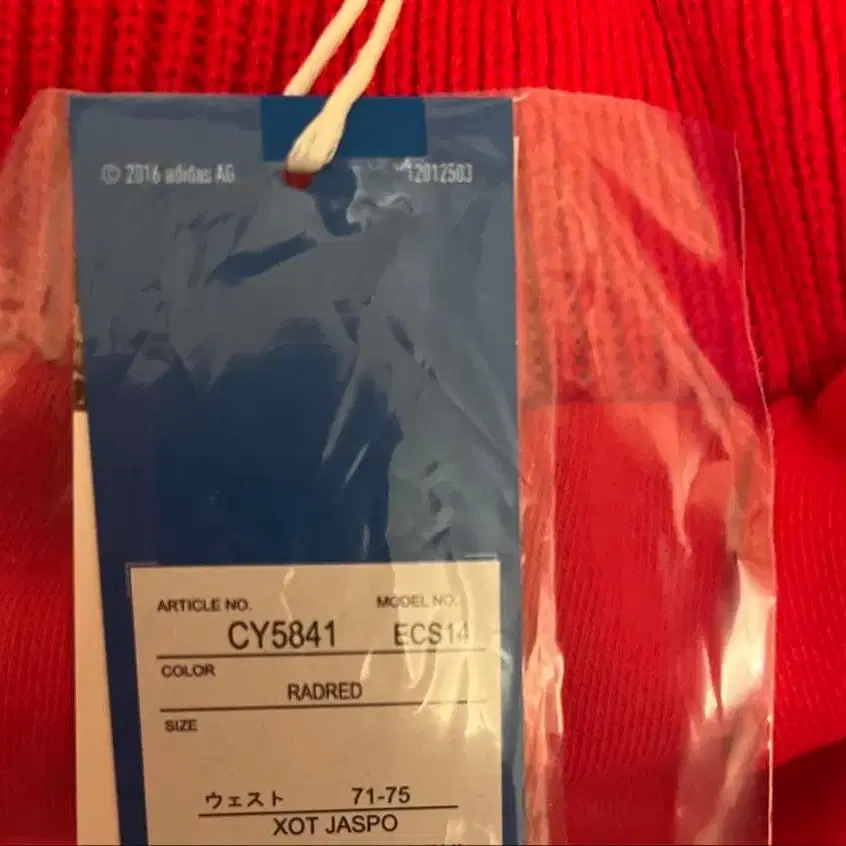 © 2016 adidas AG 12012503
ARTICLE NO. MODEL NO.
CY5841 ECS14
COLOR
RADRED
SIZE
ウェスト 71-75
XOT JASPO